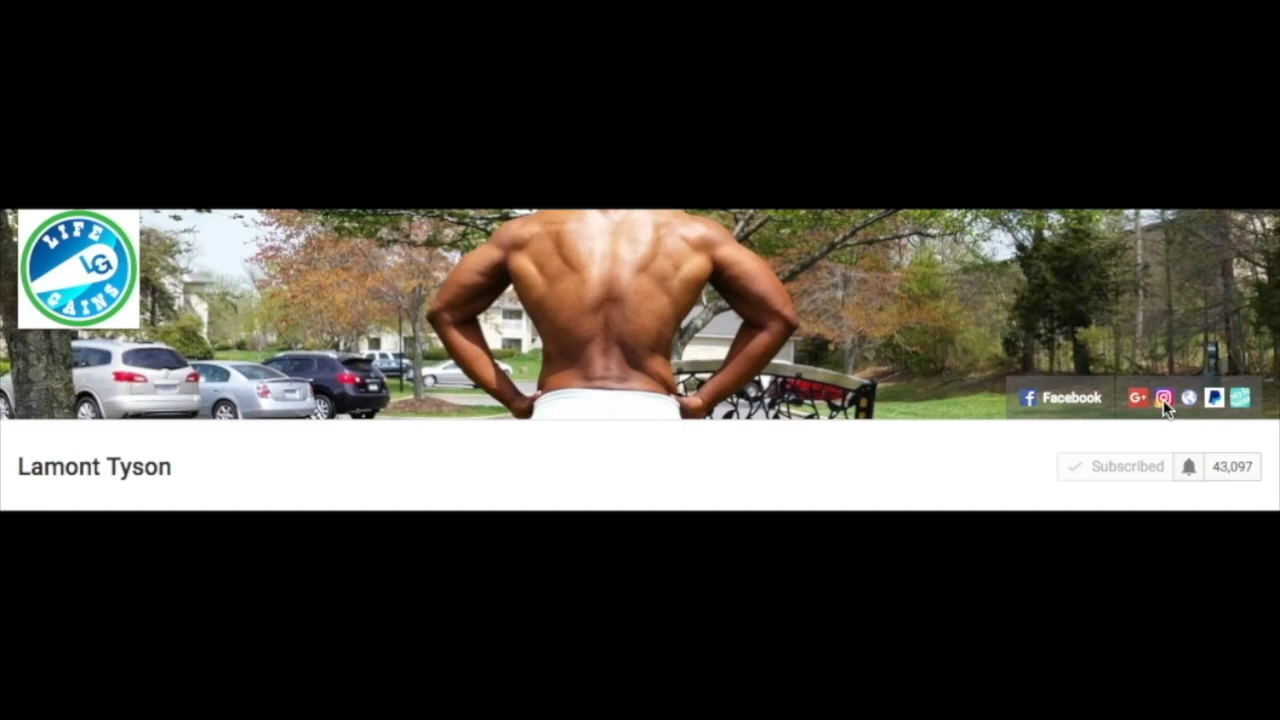 LIFE
LG
GAINS
Facebook
G+
Lamont Tyson
Subscribed
43,097